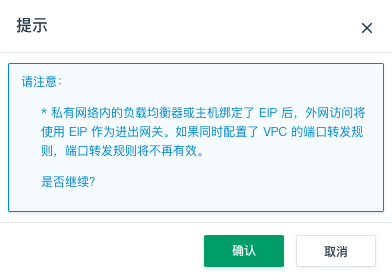 提示
请注意：
* 私有网络内的负载均衡器或主机绑定了 EIP 后，外网访问将
使用 EIP 作为进出网关。如果同时配置了 VPC 的端口转发规
则，端口转发规则将不再有效。
是否继续？
确认
取消